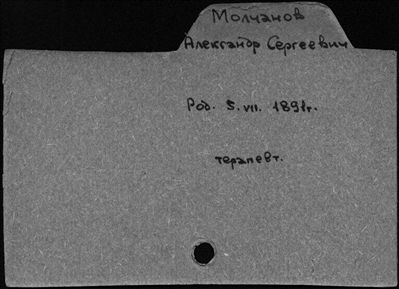 Молчанов
Александр Сергеевич
Род. 5.VII. 1891г.
терапевт.